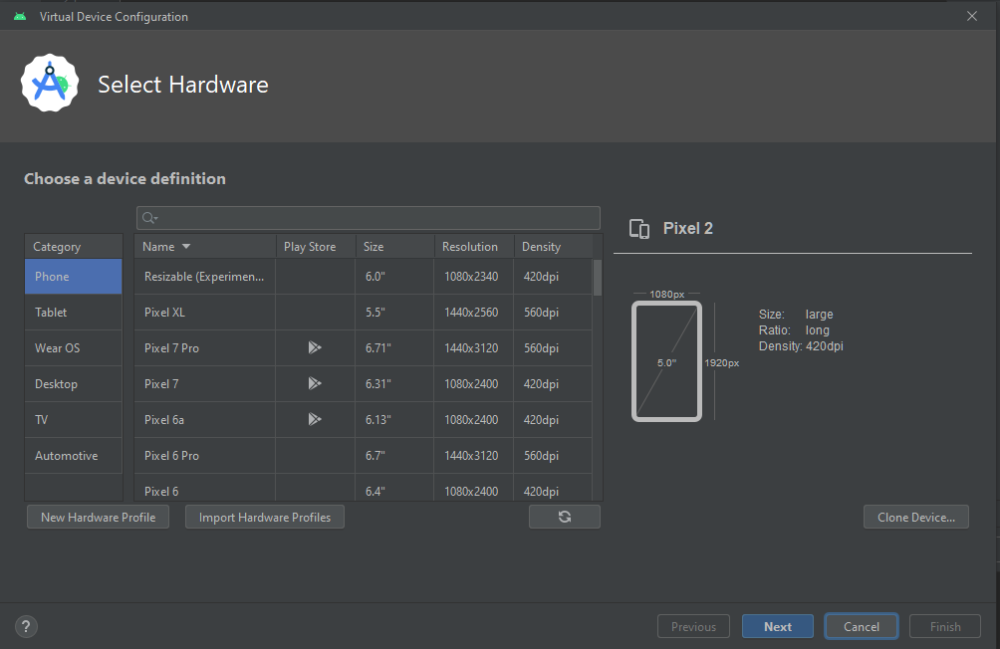 Virtual Device Configuration
Select Hardware
Choose a device definition
Category
Phone
Tablet
Wear OS
Desktop
TV
Automotive
Name Play Store Size Resolution Density
Resizable (Experimen... 6.0" 1080x2340 420dpi
Pixel XL 5.5" 1440x2560 560dpi
Pixel 7 Pro 6.71" 1440x3120 560dpi
Pixel 7 6.31" 1080x2400 420dpi
Pixel 6a 6.13" 1080x2400 420dpi
Pixel 6 Pro 6.7" 1440x3120 560dpi
Pixel 6 6.4" 1080x2400 420dpi
New Hardware Profile
Import Hardware Profiles
Pixel 2
1080px
5.0"
1920px
Size: large
Ratio: long
Density: 420dpi
Clone Device...
?
Previous
Next
Cancel
Finish